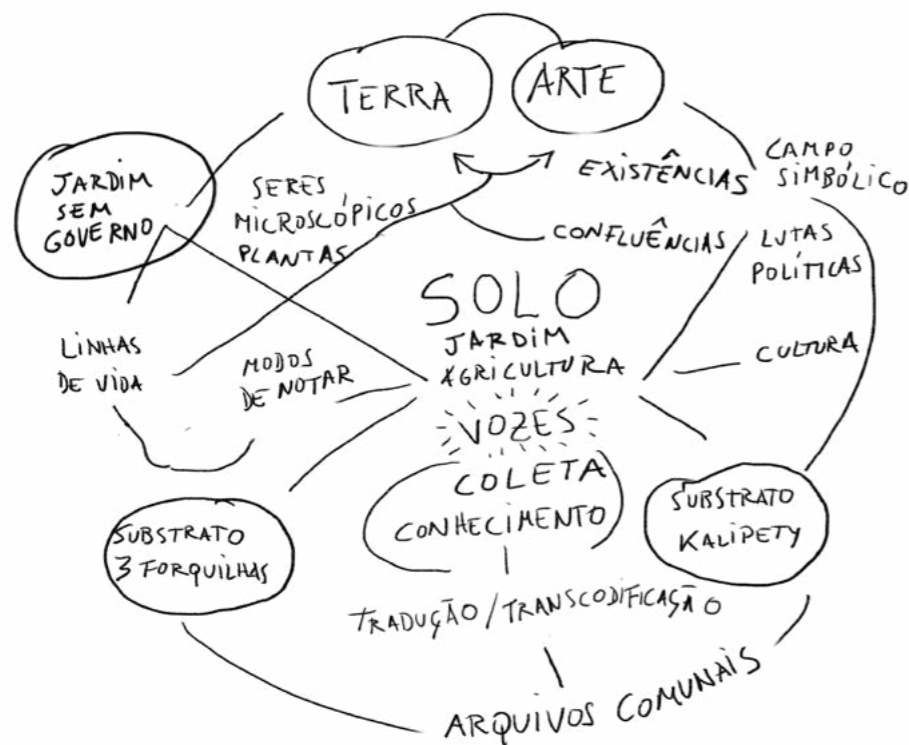 TERRA
ARTE
JARDIM
SEM
GOVERNO
SERES
MICROSCÓPICOS
PLANTAS
EXISTÊNCIAS
CAMPO
SIMBÓLICO
CONFLUÊNCIAS
LUTAS
POLÍTICAS
SOLO
JARDIM
AGRICULTURA
LINHAS
DE VIDA
MODOS
DE NOTAR
CULTURA
VOZES
COLETA
CONHECIMENTO
SUBSTRATO
3 FORQUILHAS
SUBSTRATO
KALIPETY
TRADUÇÃO / TRANSCODIFICAÇÃO
ARQUIVOS COMUNAIS